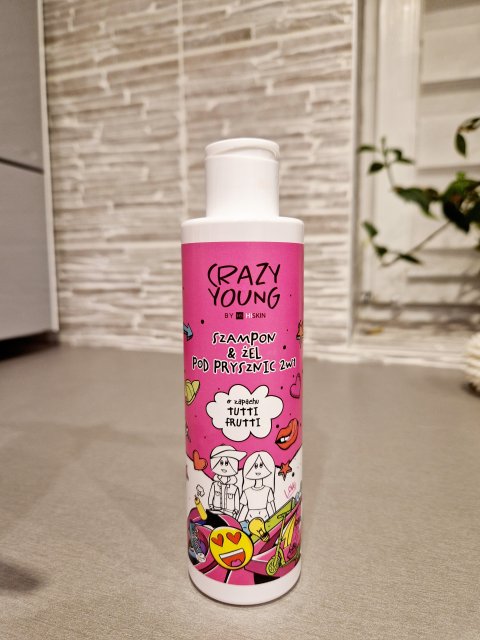 CRAZY
YOUNG
BY HISKIN
SZAMPON
& ŻEL
POD PRYSZNIC 2W1
o zapachu
TUTTI
FRUTTI